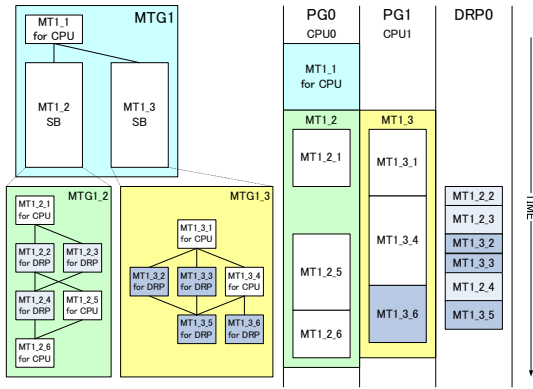 MTG1
MT1_1
for CPU
MT1_2
SB
MT1_3
SB
MTG1_2
MT1_2_1
for CPU
MT1_2_2
for DRP
MT1_2_3
for DRP
MT1_2_4
for DRP
MT1_2_5
for CPU
MT1_2_6
for CPU
MTG1_3
MT1_3_1
for CPU
MT1_3_2
for DRP
MT1_3_3
for DRP
MT1_3_4
for CPU
MT1_3_5
for DRP
MT1_3_6
for DRP
PG0
CPU0
PG1
CPU1
DRP0
MT1_1
for CPU
MT1_2
MT1_2_1
MT1_2_5
MT1_2_6
MT1_3
MT1_3_1
MT1_3_4
MT1_3_6
MT1_2_2
MT1_2_3
MT1_3_2
MT1_3_3
MT1_2_4
MT1_3_5
TIME